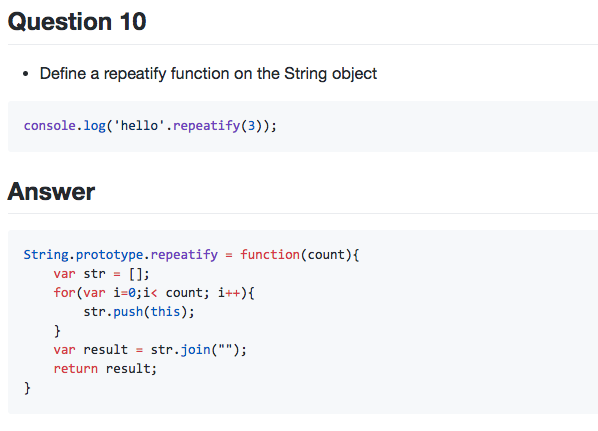 Question 10
• Define a repeatify function on the String object
console.log('hello'.repeatify(3));
Answer
String.prototype.repeatify = function(count){
    var str = [];
    for(var i=0;i< count; i++){
        str.push(this);
    }
    var result = str.join("");
    return result;
}